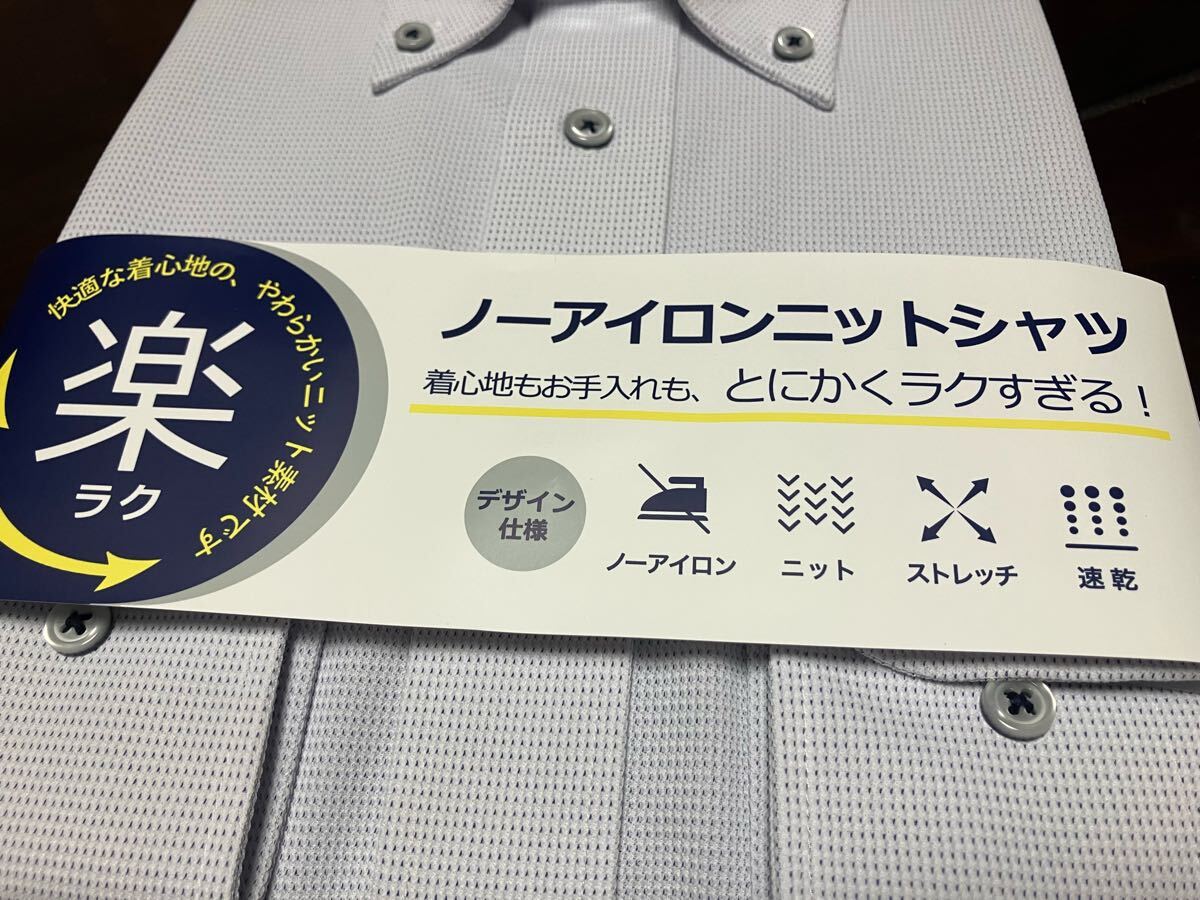 快適な着心地の、やわらかいニット素材です
楽
ラク
ノーアイロンニットシャツ
着心地もお手入れも、とにかくラクすぎる！
デザイン
仕様
ノーアイロン
ニット
ストレッチ
速乾